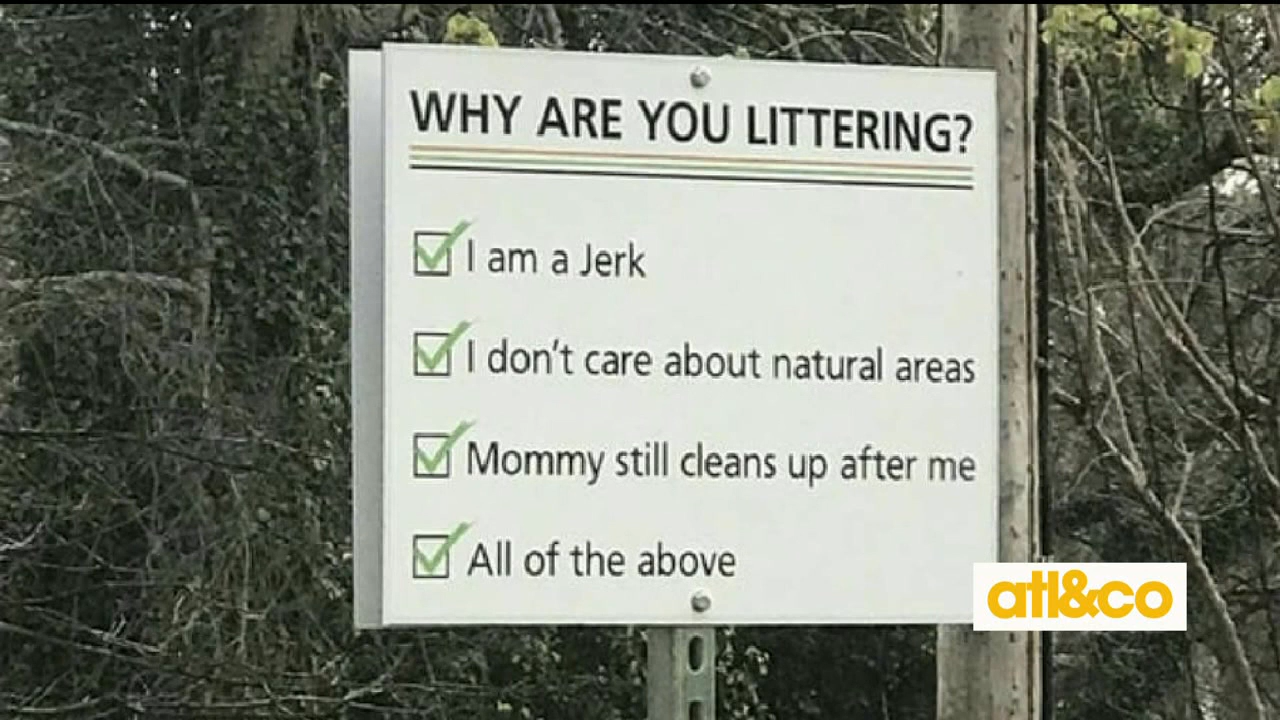 WHY ARE YOU LITTERING?
I am a Jerk
I don't care about natural areas
Mommy still cleans up after me
All of the above
atl&co